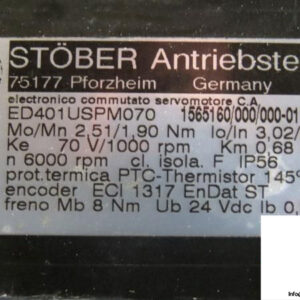 STÖBER Antriebste
75177 Pforzheim Germany
electronico commutato servomotore C.A.
ED401USPM070 1565160/000/000-01
Mo/Mn 2,51/1,90 Nm Io/In 3,02/
Ke 70 V/1000 rpm Km 0,68
n 6000 rpm cl. isola. F IP56
prot.termica PTC-Thermistor 145°
encoder ECI 1317 EnDat ST
freno Mb 8 Nm Ub 24 Vdc Ib 0,